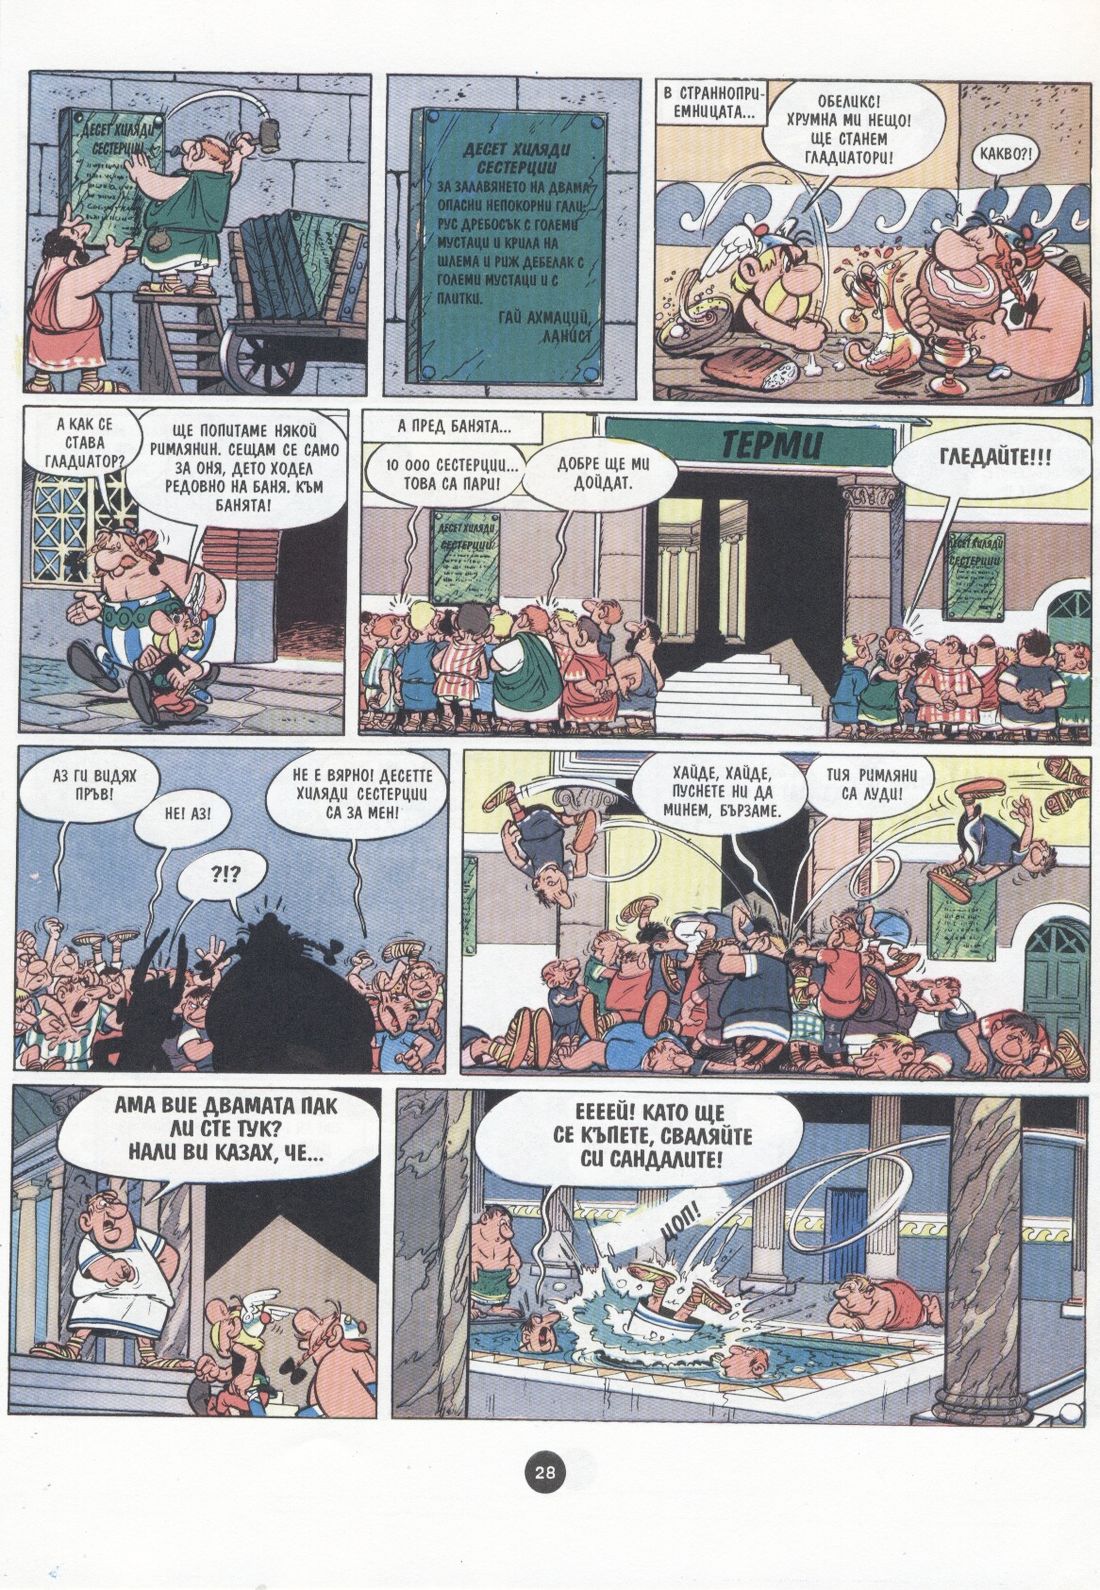 ДЕСЕТ ХИЛЯДИ
СЕСТЕРЦИИ
ДЕСЕТ ХИЛЯДИ
СЕСТЕРЦИИ
ЗА ЗАЛАВЯНЕТО НА ДВАМА
ОПАСНИ НЕПОКОРНИ ГАЛИ:
РУС ДРЕБОСЪК С ГОЛЕМИ
МУСТАЦИ И КРИЛА НА
ШЛЕМА И РИЖ ДЕБЕЛАК С
ГОЛЕМИ МУСТАЦИ И С
ПЛИТКИ.
ГАЙ АХМАЦИЙ,
ЛАНИСТ
В СТРАННОПРИ-
ЕМНИЦАТА...
ОБЕЛИКС!
ХРУМНА МИ НЕЩО!
ЩЕ СТАНЕМ
ГЛАДИАТОРИ!
КАКВО?!
А КАК СЕ
СТАВА
ГЛАДИАТОР?
ЩЕ ПОПИТАМЕ НЯКОЙ
РИМЛЯНИН. СЕЩАМ СЕ САМО
ЗА ОНЯ, ДЕТО ХОДЕЛ
РЕДОВНО НА БАНЯ. КЪМ
БАНЯТА!
А ПРЕД БАНЯТА...
10 000 СЕСТЕРЦИИ...
ТОВА СА ПАРИ!
ДОБРЕ ЩЕ МИ
ДОЙДАТ.
ТЕРМИ
ГЛЕДАЙТЕ!!!
ДЕСЕТ ХИЛЯДИ
СЕСТЕРЦИИ
ДЕСЕТ ХИЛЯДИ
СЕСТЕРЦИИ
АЗ ГИ ВИДЯХ
ПРЪВ!
НЕ! АЗ!
?!?
НЕ Е ВЯРНО! ДЕСЕТТЕ
ХИЛЯДИ СЕСТЕРЦИИ
СА ЗА МЕН!
ХАЙДЕ, ХАЙДЕ,
ПУСНЕТЕ НИ ДА
МИНЕМ, БЪРЗАМЕ.
ТИЯ РИМЛЯНИ
СА ЛУДИ!
АМА ВИЕ ДВАМАТА ПАК
ЛИ СТЕ ТУК?
НАЛИ ВИ КАЗАХ, ЧЕ...
ЕЕЕЕЙ! КАТО ЩЕ
СЕ КЪПЕТЕ, СВАЛЯЙТЕ
СИ САНДАЛИТЕ!
ЦОП!
28